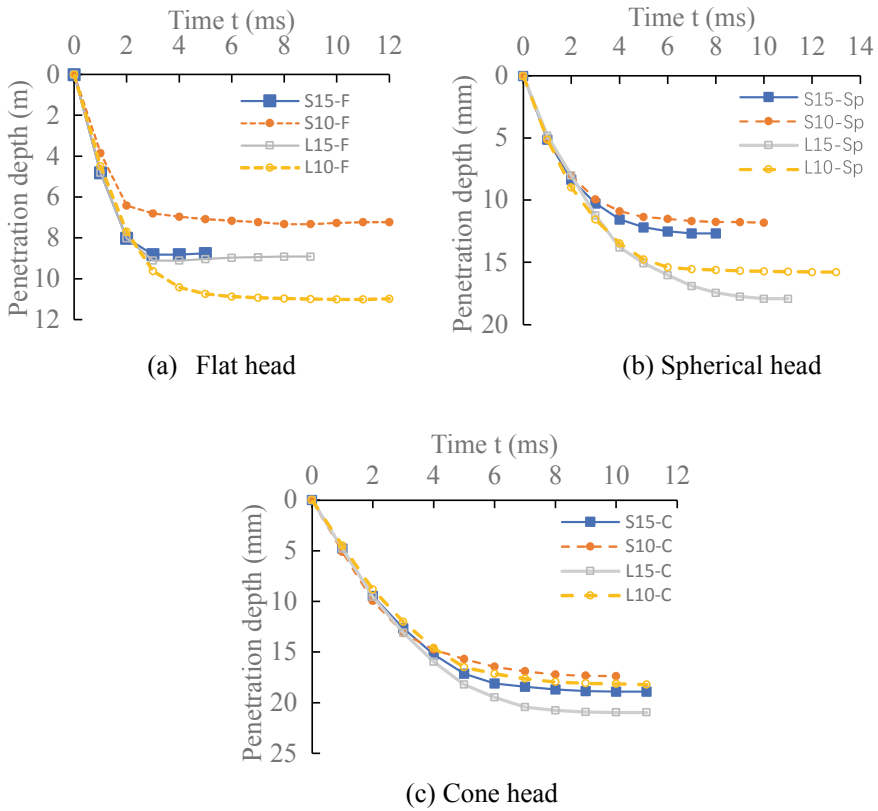 Time t (ms)
0 2 4 6 8 10 12
Penetration depth (m)
0
2
4
6
8
10
12
S15-F
S10-F
L15-F
L10-F
(a) Flat head
Time t (ms)
0 2 4 6 8 10 12 14
Penetration depth (mm)
0
5
10
15
20
S15-Sp
S10-Sp
L15-Sp
L10-Sp
(b) Spherical head
Time t (ms)
0 2 4 6 8 10 12
Penetration depth (mm)
0
5
10
15
20
25
S15-C
S10-C
L15-C
L10-C
(c) Cone head